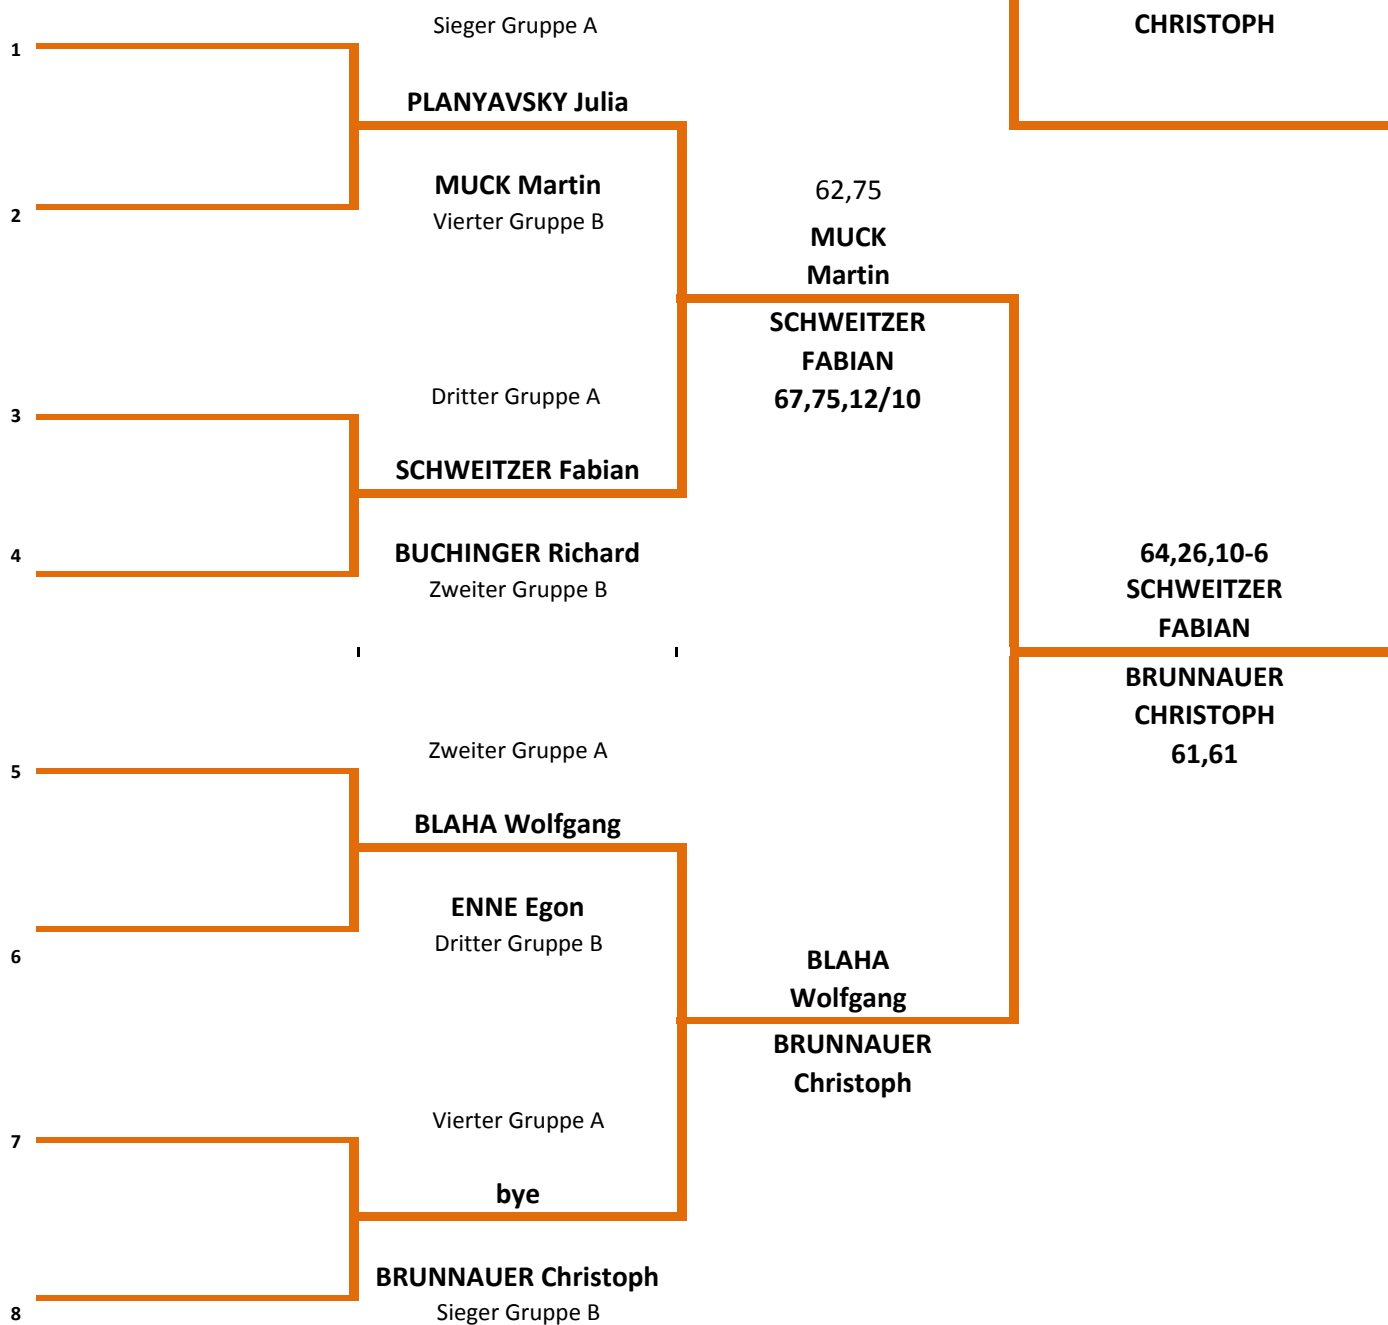 Sieger Gruppe A
CHRISTOPH
1
PLANYAVSKY Julia
MUCK Martin
2
Vierter Gruppe B
62,75
MUCK
Martin
SCHWEITZER
FABIAN
67,75,12/10
Dritter Gruppe A
3
SCHWEITZER Fabian
BUCHINGER Richard
4
Zweiter Gruppe B
64,26,10-6
SCHWEITZER
FABIAN
BRUNNAUER
CHRISTOPH
61,61
Zweiter Gruppe A
5
BLAHA Wolfgang
ENNE Egon
Dritter Gruppe B
6
BLAHA
Wolfgang
BRUNNAUER
Christoph
Vierter Gruppe A
7
bye
BRUNNAUER Christoph
Sieger Gruppe B
8